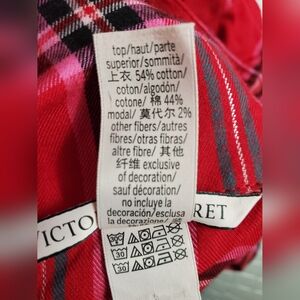 top/haut/parte
superior/sommità/
上衣 54% cotton/
coton/algodón/
cotone/ 棉 44%
modal/ 莫代尔 2%
other fibers/autres
fibres/otras fibras/
altre fibre/ 其他
纤维 exclusive
of decoration/
sauf décoration/
no incluye la
decoración/esclusa
la decorazione/
VICTO RET
30
30